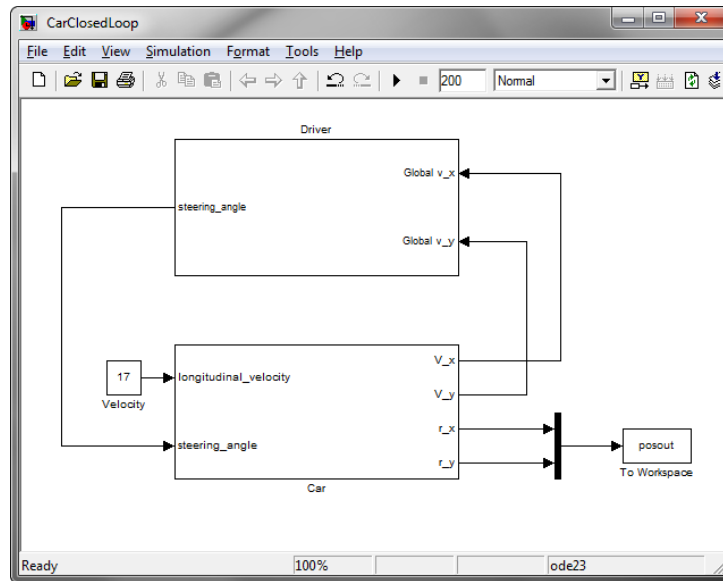 CarClosedLoop
File Edit View Simulation Format Tools Help
200 Normal
Driver
Global v_x
steering_angle
Global v_y
V_x
17
longitudinal_velocity
V_y
Velocity
r_x
steering_angle
posout
r_y
To Workspace
Car
Ready 100% ode23